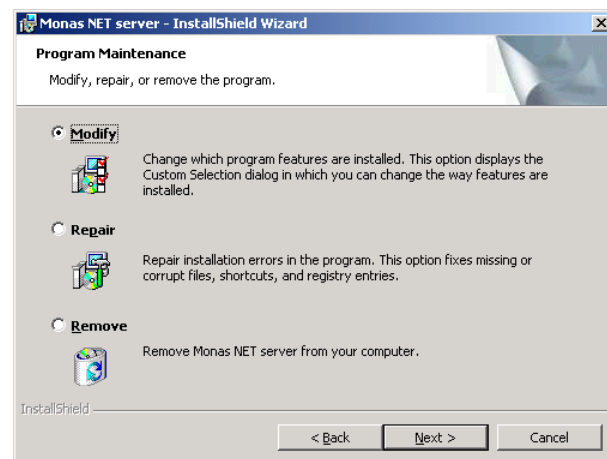 Monas NET server - InstallShield Wizard
Program Maintenance
Modify, repair, or remove the program.
Modify
Change which program features are installed. This option displays the
Custom Selection dialog in which you can change the way features are
installed.
Repair
Repair installation errors in the program. This option fixes missing or
corrupt files, shortcuts, and registry entries.
Remove
Remove Monas NET server from your computer.
InstallShield
< Back
Next >
Cancel